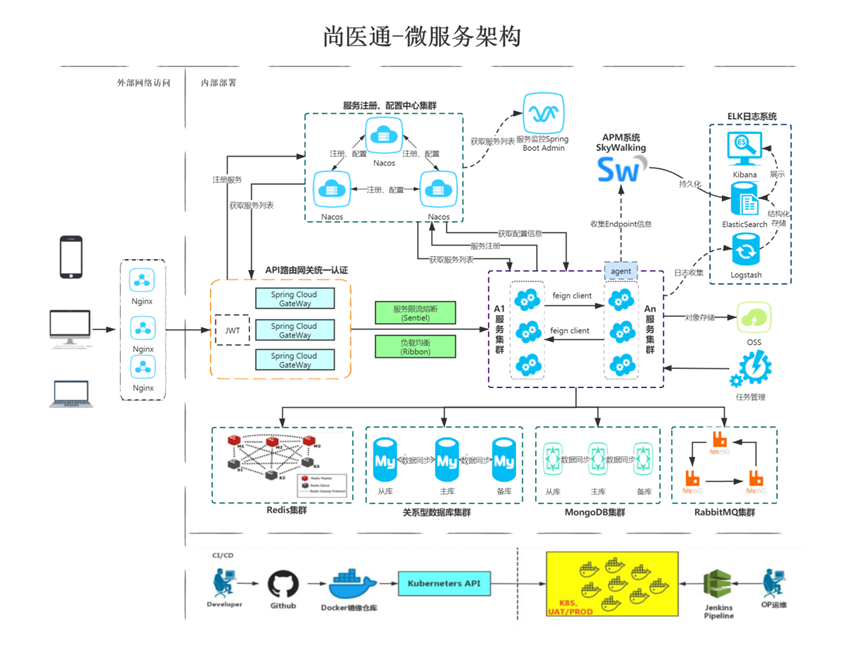 尚医通-微服务架构
外部网络访问
内部部署
服务注册、配置中心集群
Nacos
注册、配置
注册、配置
Nacos
注册、配置
Nacos
获取服务列表
服务监控Spring
Boot Admin
APM系统
SkyWalking
Sw
持久化
ELK日志系统
ES
Kibana
展示
ElasticSearch
结构化
存储
Logstash
注册服务
获取服务列表
获取配置信息
服务注册
获取服务列表
收集Endpoint信息
日志收集
Nginx
Nginx
Nginx
API路由网关统一认证
JWT
Spring Cloud
GateWay
Spring Cloud
GateWay
Spring Cloud
GateWay
服务限流熔断
(Sentiel)
负载均衡
(Ribbon)
A1
服
务
集
群
feign client
feign client
agent
An
服
务
集
群
对象存储
OSS
任务管理
M1
M2
M3
Redis集群
My
数据同步
My
数据同步
My
从库
主库
备库
关系型数据库集群
数据同步
数据同步
从库
主库
备库
MongoDB集群
RabbitMQ集群
CI/CD
Developer
Github
Docker镜像仓库
Kuberneters API
K8S,
UAT/PROD
Jenkins
Pipeline
OP运维